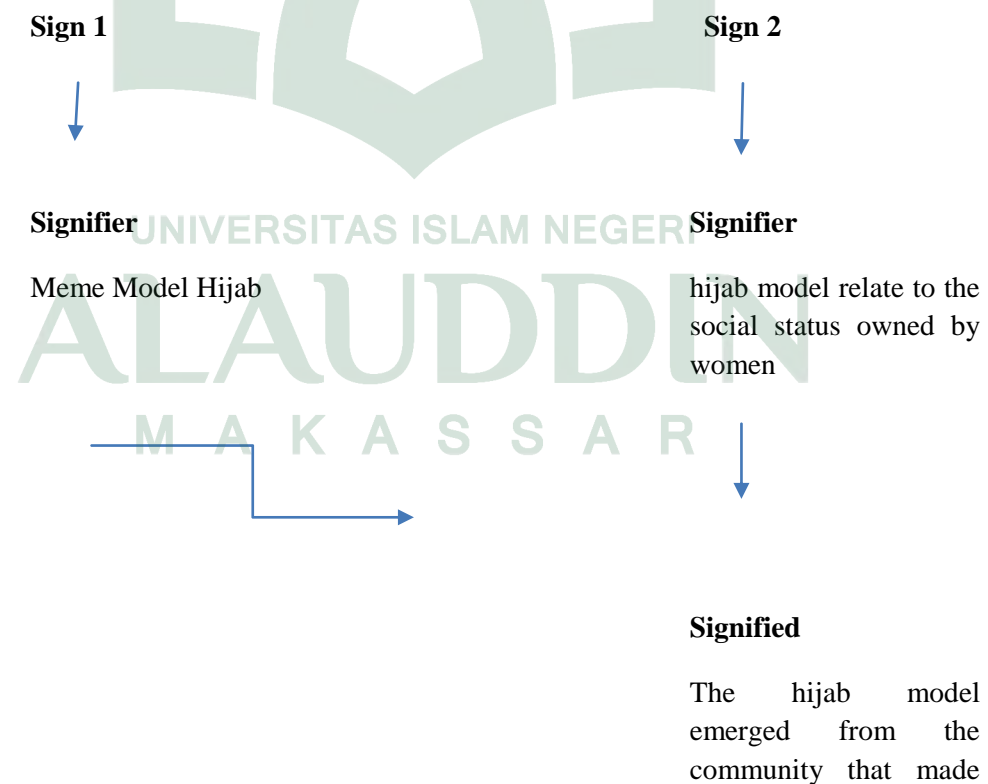 Sign 1
Sign 2
Signifier
Signifier
UNIVERSITAS ISLAM NEGERI
Meme Model Hijab
hijab model relate to the
social status owned by
women
ALAUDDIN
MAKASSAR
Signified
The hijab model
emerged from the
community that made